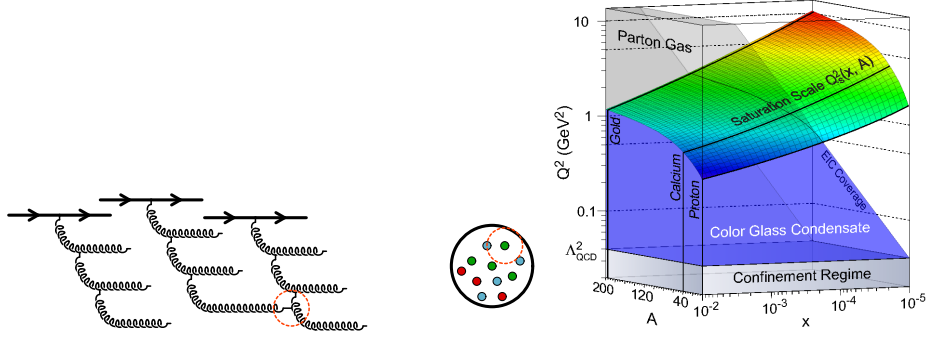 10
1
0.1
Λ²QCD
Q² (GeV²)
Parton Gas
Saturation Scale Q²s(x, A)
Gold
Calcium
Proton
EIC Coverage
Color Glass Condensate
Confinement Regime
200
120
40
A
10⁻²
10⁻³
10⁻⁴
10⁻⁵
x